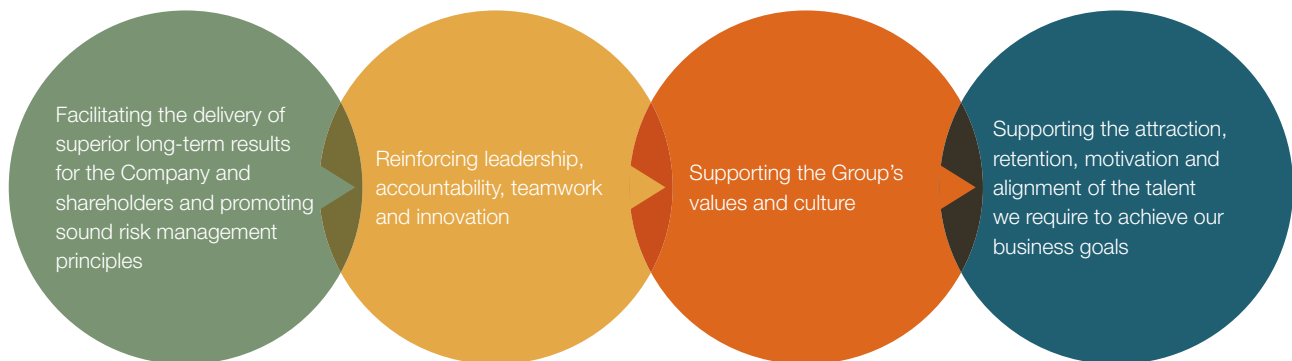 Facilitating the delivery of
superior long-term results
for the Company and
shareholders and promoting
sound risk management
principles
Reinforcing leadership,
accountability, teamwork
and innovation
Supporting the Group’s
values and culture
Supporting the attraction,
retention, motivation and
alignment of the talent
we require to achieve our
business goals